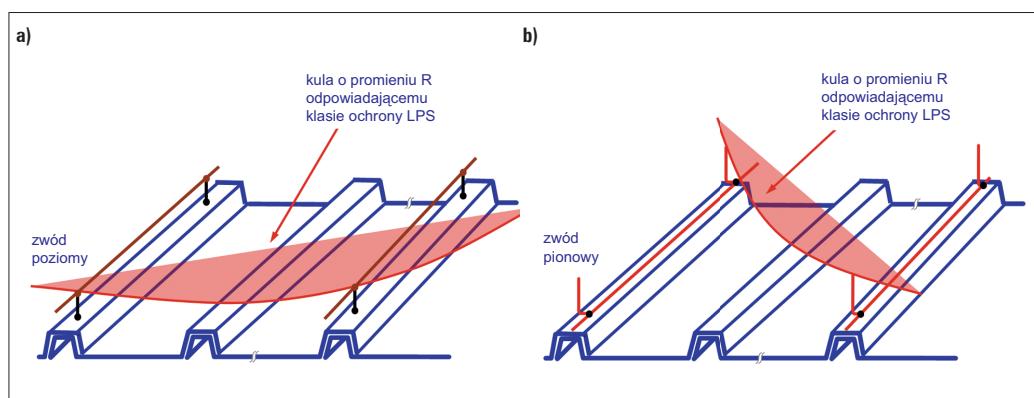 a)
kula o promieniu R
odpowiadającemu
klasie ochrony LPS
zwód
poziomy
b)
kula o promieniu R
odpowiadającemu
klasie ochrony LPS
zwód
pionowy